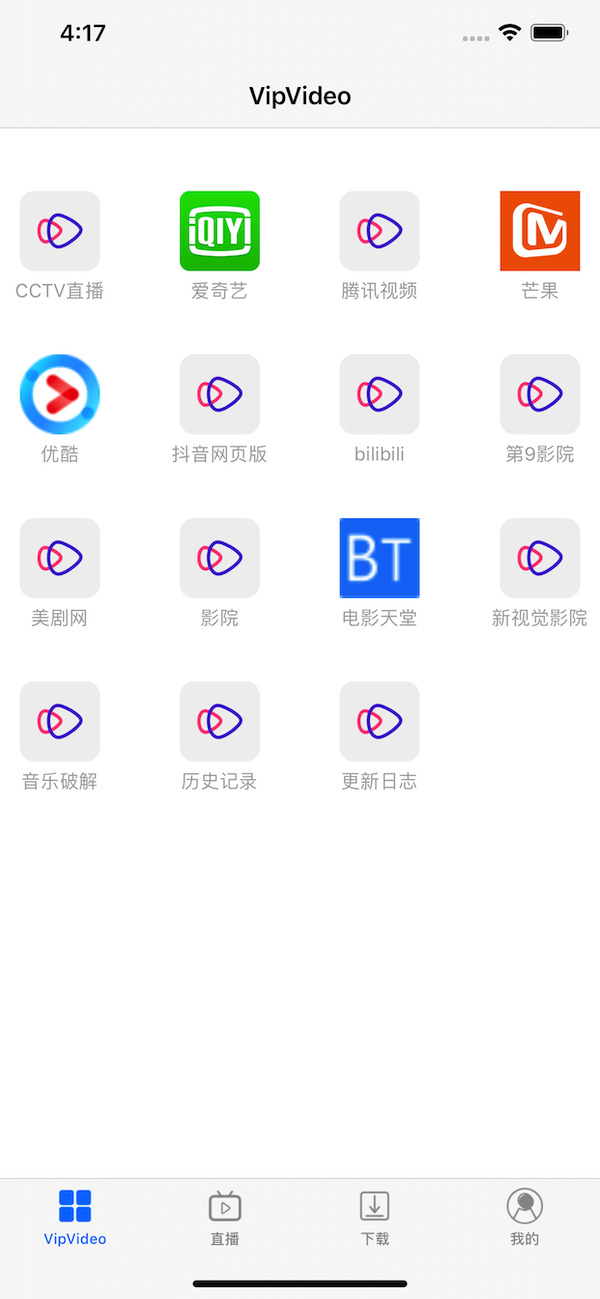 4:17
VipVideo
iQIYI
CCTV直播
爱奇艺
腾讯视频
芒果
优酷
抖音网页版
bilibili
第9影院
BT
美剧网
影院
电影天堂
新视觉影院
音乐破解
历史记录
更新日志
VipVideo
直播
下载
我的